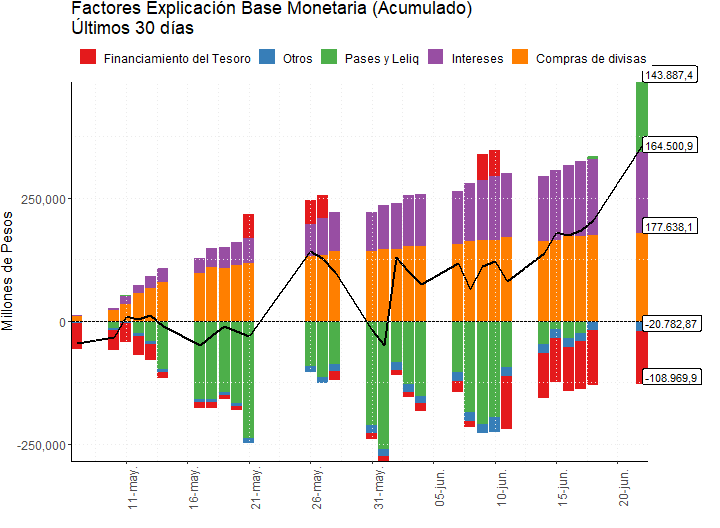 Factores Explicación Base Monetaria (Acumulado)
Últimos 30 días
Financiamiento del Tesoro
Otros
Pases y Leliq
Intereses
Compras de divisas
Millones de Pesos
250,000
0
-250,000
143.887,4
164.500,9
177.638,1
-20.782,87
-108.969,9
11-may.
16-may.
21-may.
26-may.
31-may.
05-jun.
10-jun.
15-jun.
20-jun.